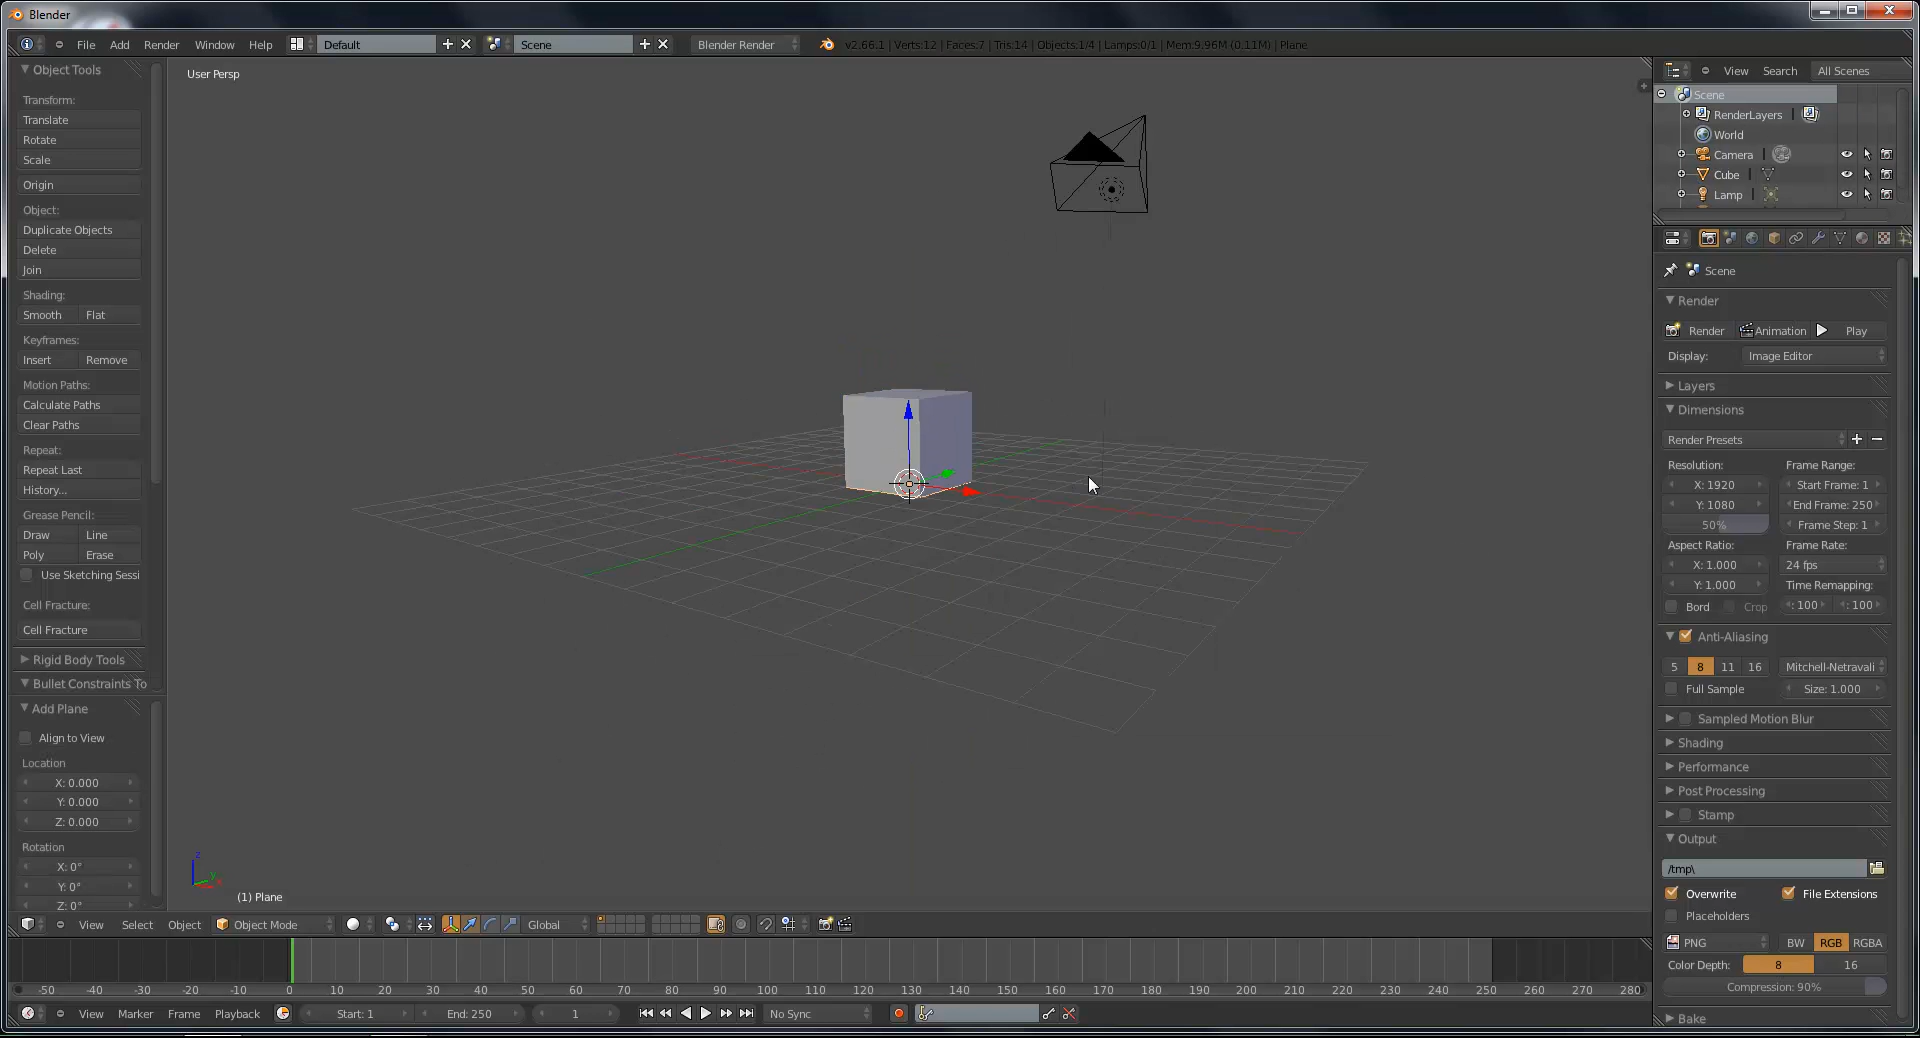 Blender
File Add Render Window Help Default Scene Blender Render v2.66.1 | Verts:12 | Faces:7 | Tris:14 | Objects:1/4 | Lamps:0/1 | Mem:9.96M (0.11M) | Plane
Object Tools
Transform:
Translate
Rotate
Scale
Origin
Object:
Duplicate Objects
Delete
Join
Shading:
Smooth Flat
Keyframes:
Insert Remove
Motion Paths:
Calculate Paths
Clear Paths
Repeat:
Repeat Last
History...
Grease Pencil:
Draw Line
Poly Erase
Use Sketching Sessi
Cell Fracture:
Cell Fracture
Rigid Body Tools
Bullet Constraints To
Add Plane
Align to View
Location
X: 0.000
Y: 0.000
Z: 0.000
Rotation
X: 0°
Y: 0°
Z: 0°
User Persp
z
y
x
(1) Plane
View Search All Scenes
Scene
RenderLayers
World
Camera
Cube
Lamp
Scene
Render
Render Animation Play
Display: Image Editor
Layers
Dimensions
Render Presets
Resolution: Frame Range:
X: 1920 Start Frame: 1
Y: 1080 End Frame: 250
50% Frame Step: 1
Aspect Ratio: Frame Rate:
X: 1.000 24 fps
Y: 1.000 Time Remapping:
Bord Crop : 100 : 100
Anti-Aliasing
5 8 11 16 Mitchell-Netravali
Full Sample Size: 1.000
Sampled Motion Blur
Shading
Performance
Post Processing
Stamp
Output
/tmp\
Overwrite File Extensions
Placeholders
PNG BW RGB RGBA
Color Depth: 8 16
Compression: 90%
Bake
View Select Object Object Mode Global
-50 -40 -30 -20 -10 0 10 20 30 40 50 60 70 80 90 100 110 120 130 140 150 160 170 180 190 200 210 220 230 240 250 260 270 280
View Marker Frame Playback Start: 1 End: 250 1 No Sync